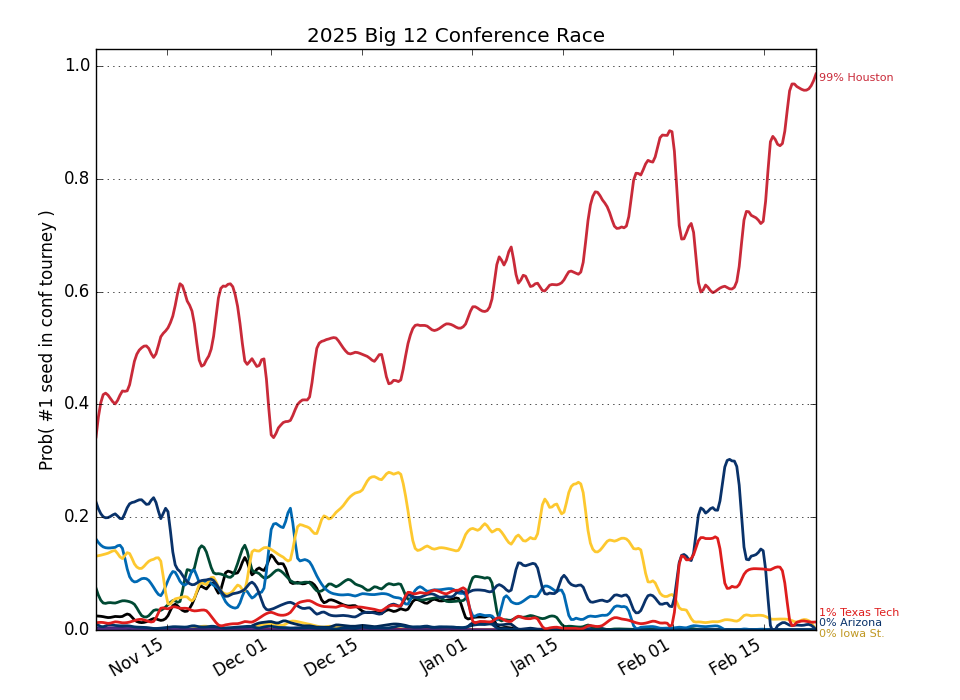 2025 Big 12 Conference Race
Prob( #1 seed in conf tourney )
1.0
0.8
0.6
0.4
0.2
0.0
Nov 15
Dec 01
Dec 15
Jan 01
Jan 15
Feb 01
Feb 15
99% Houston
1% Texas Tech
0% Arizona
0% Iowa St.